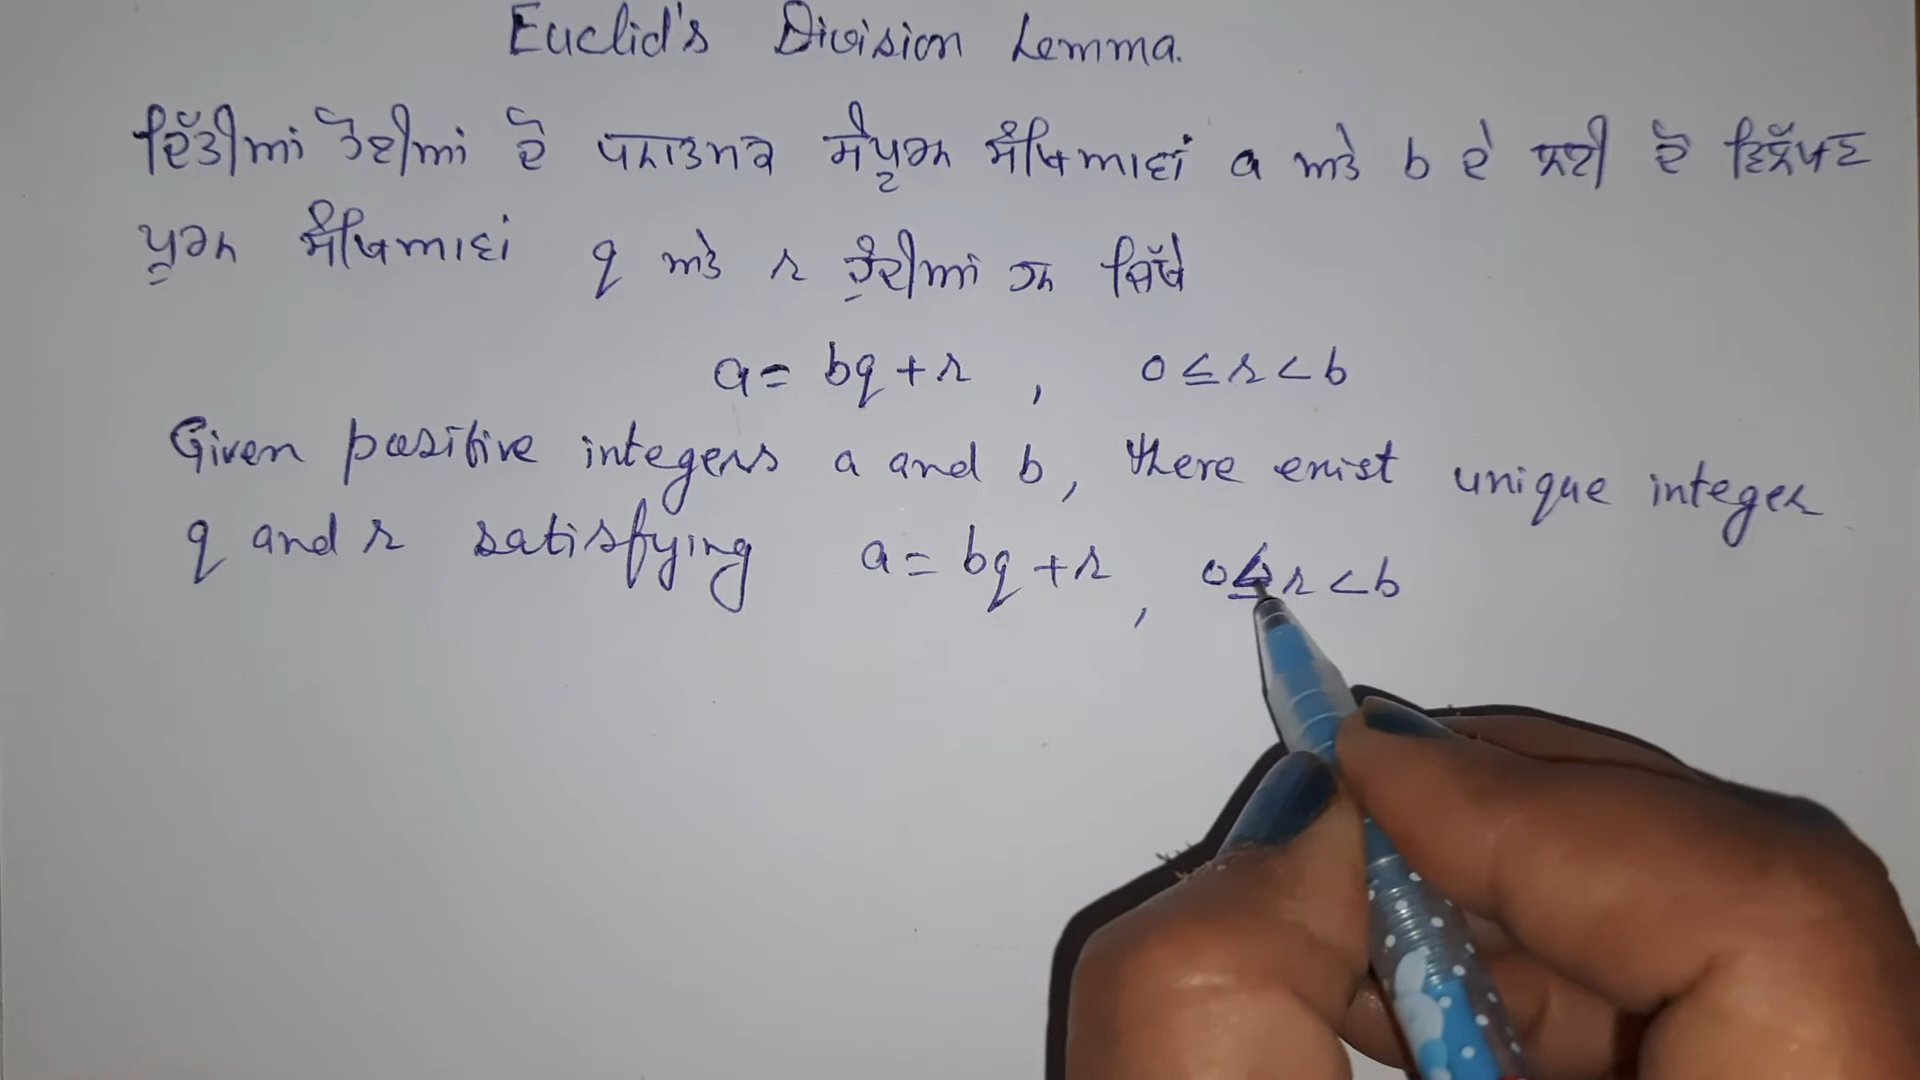 Euclid's Division Lemma.
ਦਿੱਤੀਆਂ ਹੋਈਆਂ ਦੋ ਧਨਾਤਮਕ ਸੰਪੂਰਨ ਸੰਖਿਆਵਾਂ a ਅਤੇ b ਦੇ ਲਈ ਦੋ ਵਿਲੱਖਣ
ਪੂਰਨ ਸੰਖਿਆਵਾਂ q ਅਤੇ r ਹੁੰਦੀਆਂ ਹਨ ਜਿੱਥੇ
a = bq + r , 0 ≤ r < b
Given positive integers a and b, there exist unique integer
q and r satisfying a = bq + r , 0 ≤ r < b